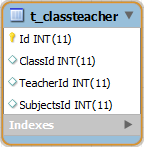 t_classteacher
Id INT(11)
ClassId INT(11)
TeacherId INT(11)
SubjectsId INT(11)
Indexes